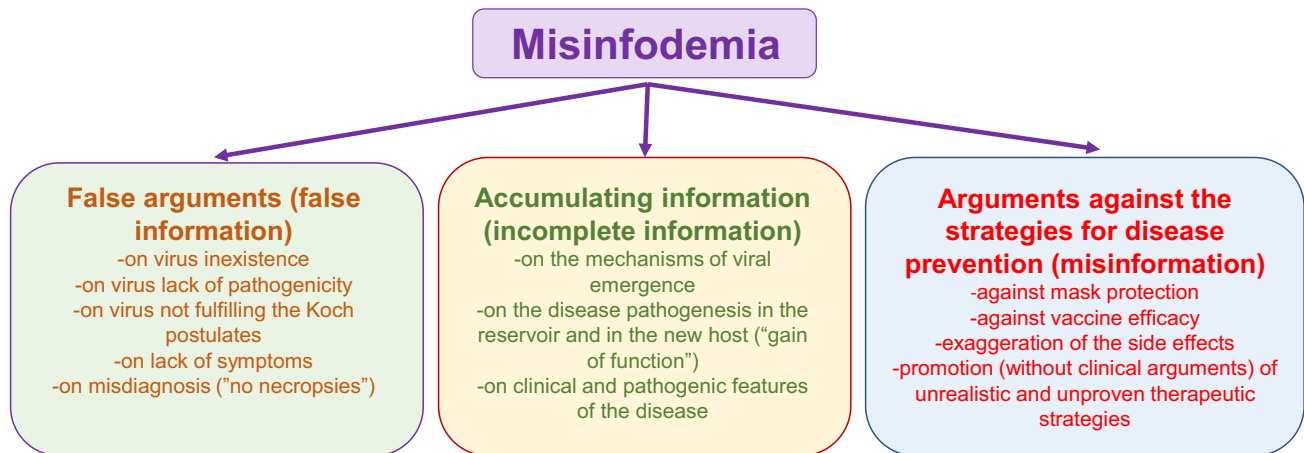 Misinfodemia
False arguments (false
information)
-on virus inexistence
-on virus lack of pathogenicity
-on virus not fulfilling the Koch
postulates
-on lack of symptoms
-on misdiagnosis (”no necropsies”)
Accumulating information
(incomplete information)
-on the mechanisms of viral
emergence
-on the disease pathogenesis in the
reservoir and in the new host (“gain
of function”)
-on clinical and pathogenic features
of the disease
Arguments against the
strategies for disease
prevention (misinformation)
-against mask protection
-against vaccine efficacy
-exaggeration of the side effects
-promotion (without clinical arguments) of
unrealistic and unproven therapeutic
strategies